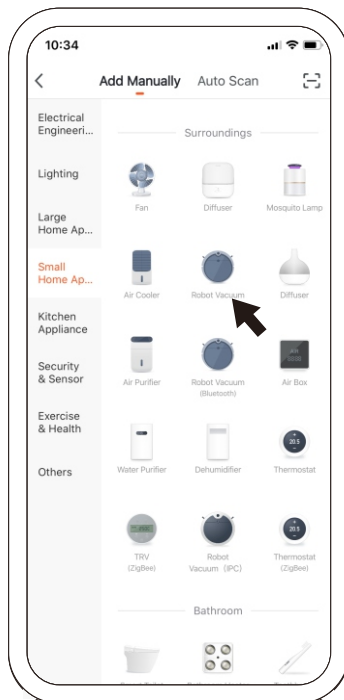 10:34
Add Manually Auto Scan
Electrical
Engineeri...
Lighting
Large
Home Ap...
Small
Home Ap...
Kitchen
Appliance
Security
& Sensor
Exercise
& Health
Others
Surroundings
Fan Diffuser Mosquito Lamp
Air Cooler Robot Vacuum Diffuser
Air Purifier Robot Vacuum Air Box
(Bluetooth)
Water Purifier Dehumidifier Thermostat
TRV Robot Thermostat
(ZigBee) Vacuum (IPC) (ZigBee)
Bathroom